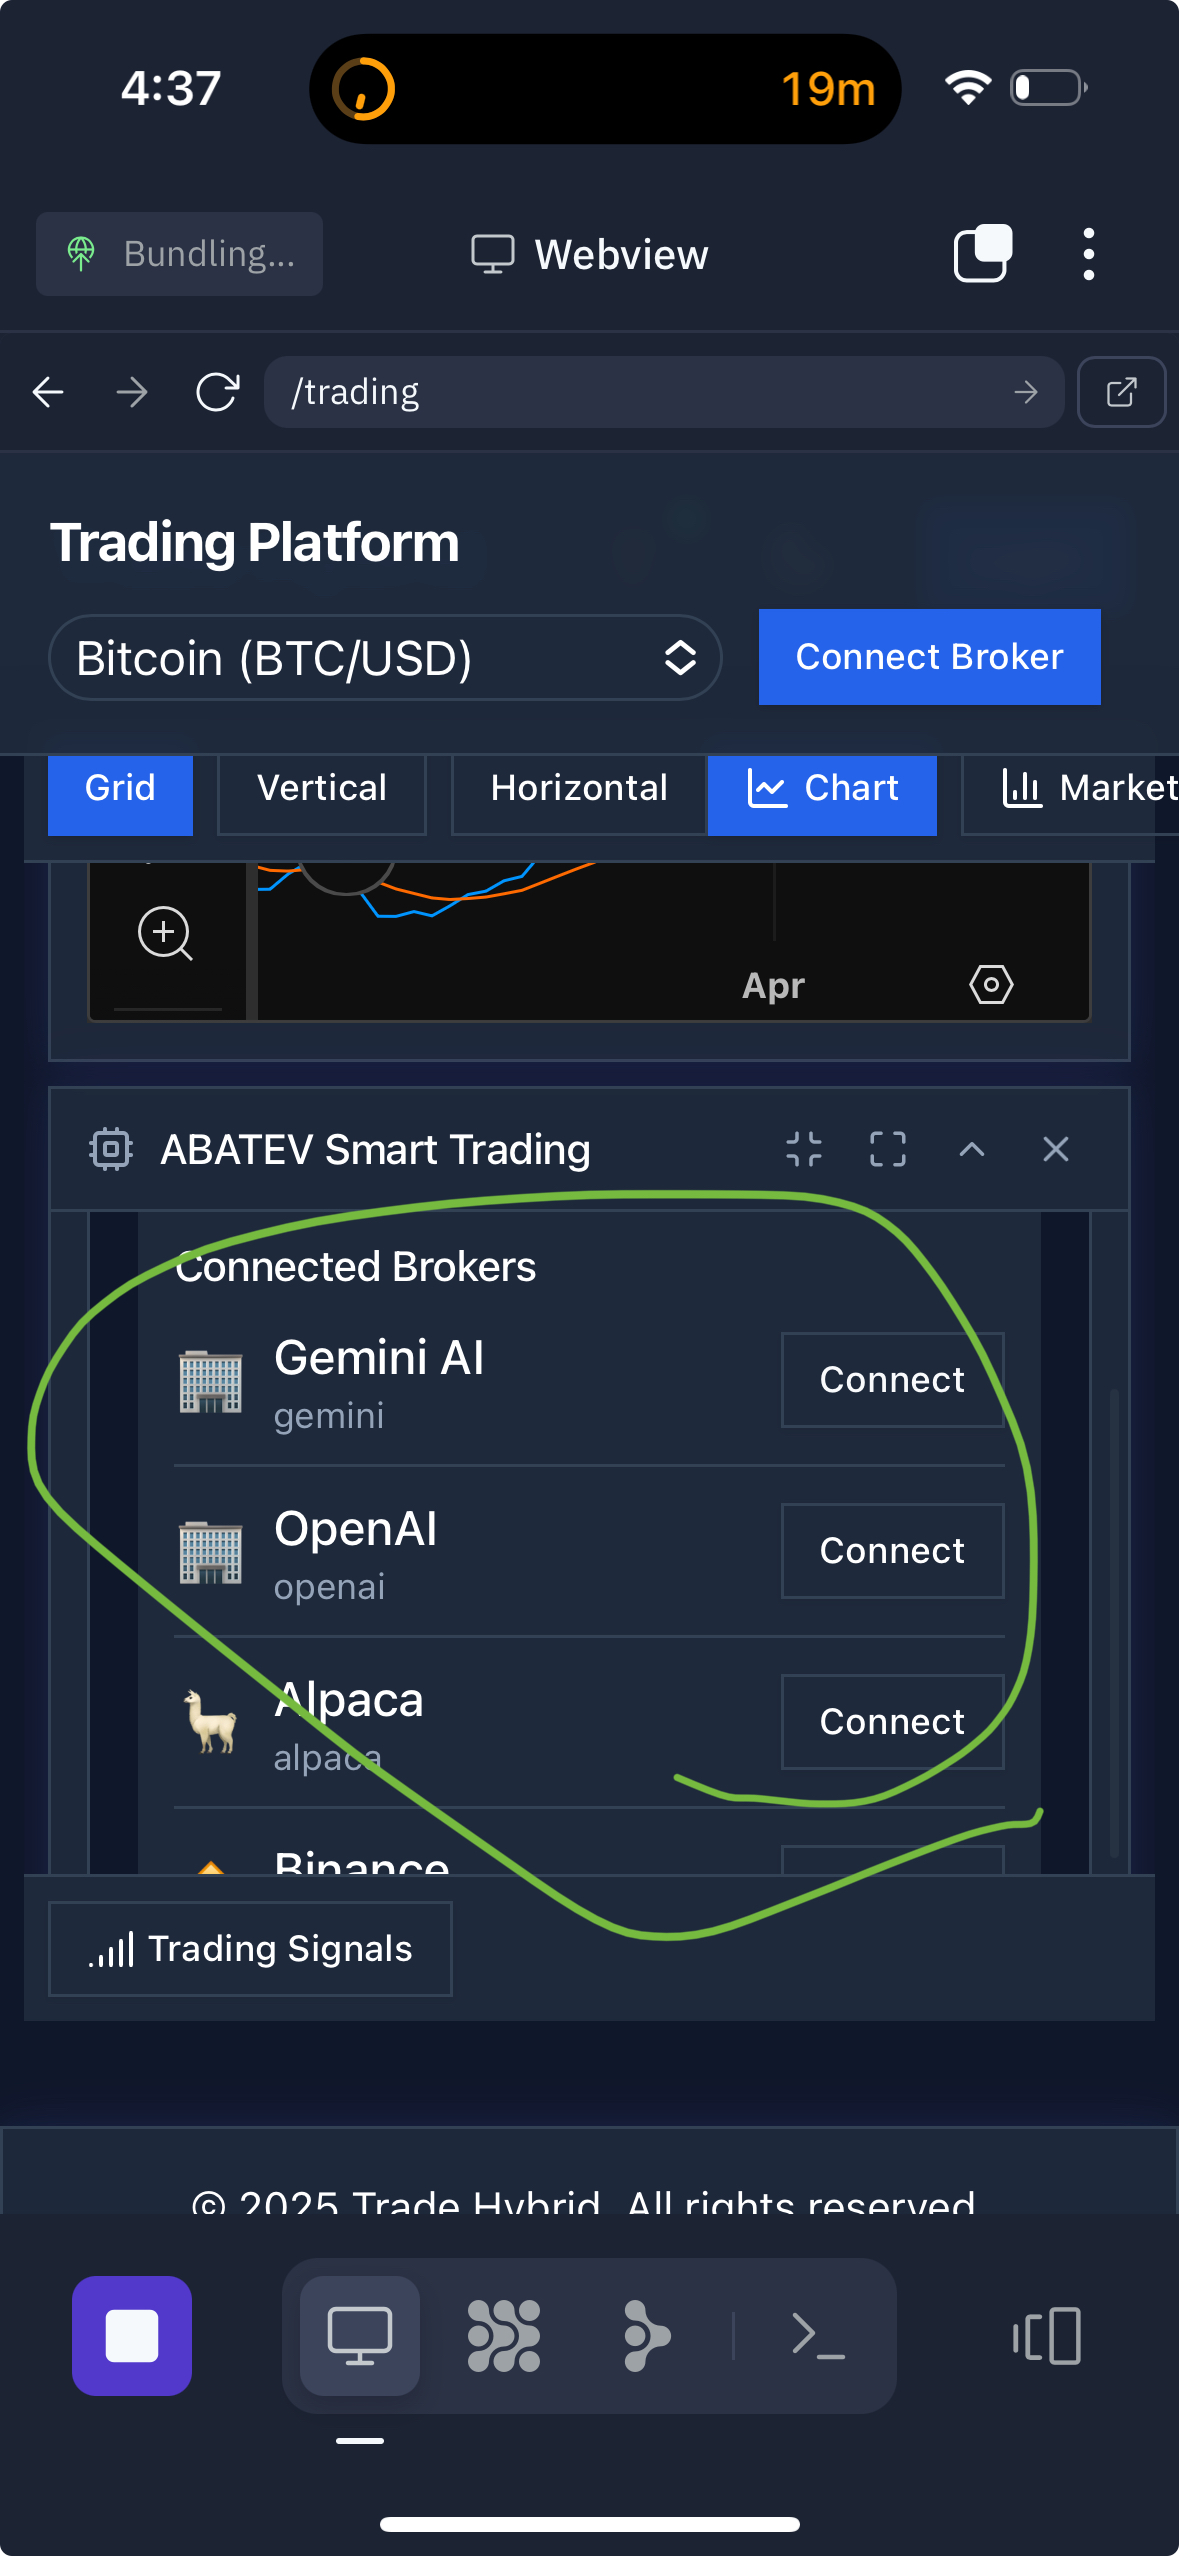 4:37
19m
Bundling...
Webview
/trading
Trading Platform
Bitcoin (BTC/USD)
Connect Broker
Grid
Vertical
Horizontal
Chart
Market
Apr
ABATEV Smart Trading
Connected Brokers
Gemini AI
gemini
Connect
OpenAI
openai
Connect
Alpaca
alpaca
Connect
Binance
Trading Signals
© 2025 Trade Hybrid. All rights reserved